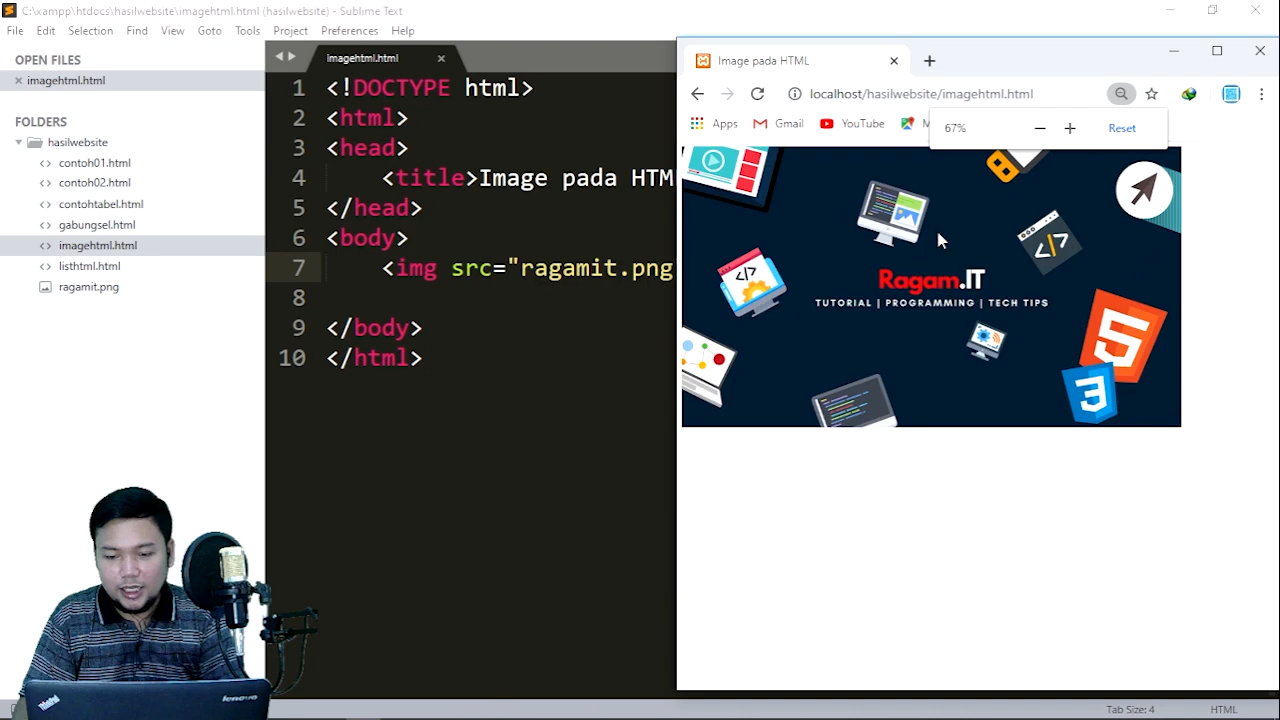 C:\xampp\htdocs\hasilwebsite\imagehtml.html (hasilwebsite) - Sublime Text
File Edit Selection Find View Goto Tools Project Preferences Help
OPEN FILES
imagehtml.html
FOLDERS
hasilwebsite
contoh01.html
contoh02.html
contohtabel.html
gabungsel.html
imagehtml.html
listhtml.html
ragamit.png
imagehtml.html
1 <!DOCTYPE html>
2 <html>
3 <head>
4 <title>Image pada HTM
5 </head>
6 <body>
7 <img src="ragamit.png
8
9 </body>
10 </html>
Image pada HTML
localhost/hasilwebsite/imagehtml.html
Apps Gmail YouTube M
67% Reset
Ragam.IT
TUTORIAL | PROGRAMMING | TECH TIPS
5
3
ThinkPad
lenovo
Tab Size: 4 HTML